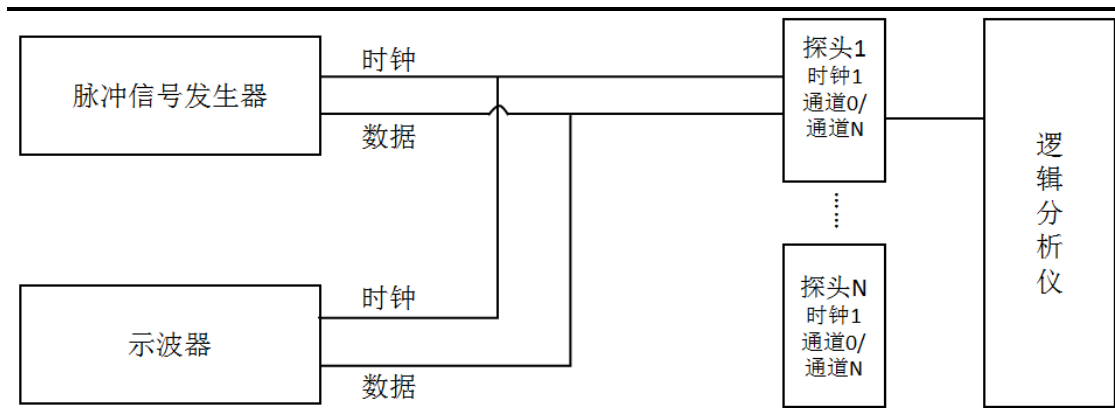 脉冲信号发生器
时钟
数据
探头1
时钟1
通道0/
通道N
……
逻辑分析仪
示波器
时钟
数据
探头N
时钟1
通道0/
通道N